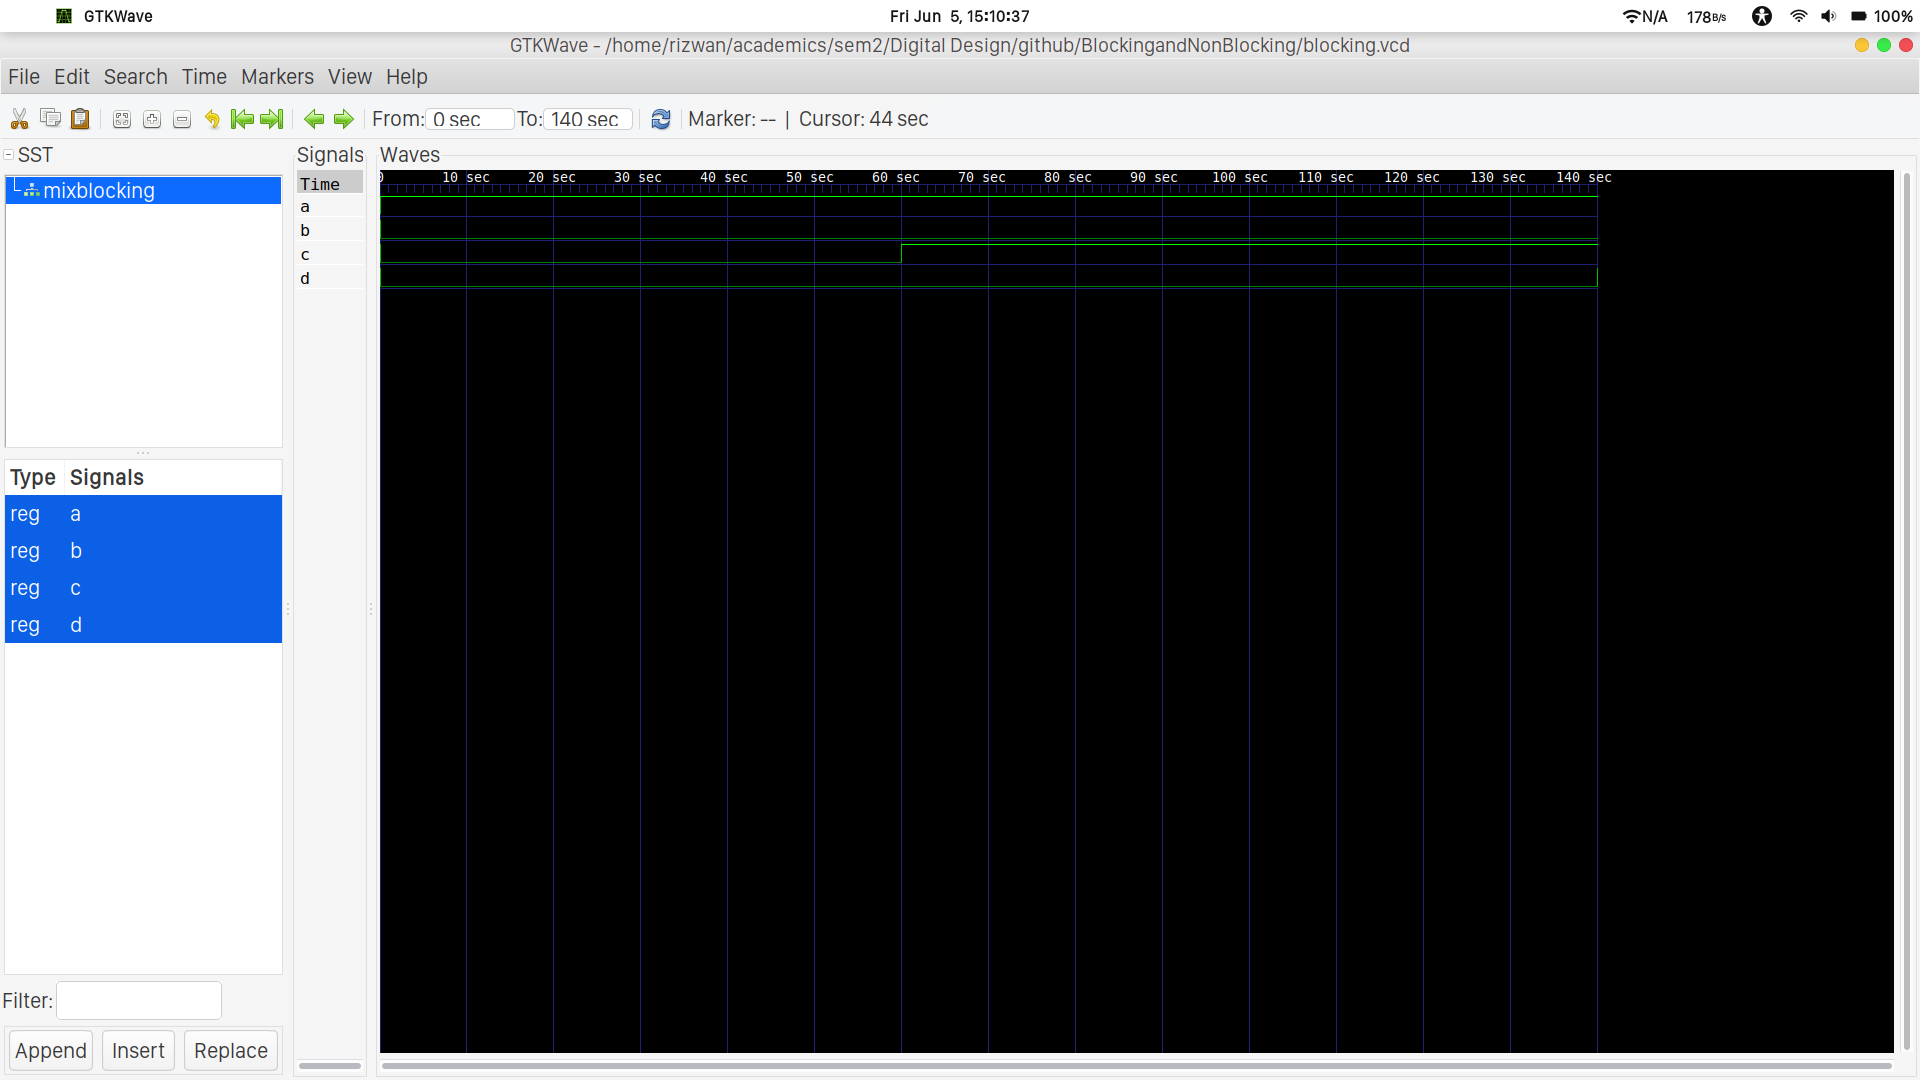 GTKWave
Fri Jun 5, 15:10:37
N/A 178B/s 100%
GTKWave - /home/rizwan/academics/sem2/Digital Design/github/BlockingandNonBlocking/blocking.vcd
File Edit Search Time Markers View Help
From: 0 sec To: 140 sec Marker: -- | Cursor: 44 sec
SST
mixblocking
Type Signals
reg a
reg b
reg c
reg d
Filter:
Append Insert Replace
Signals
Time
a
b
c
d
Waves
0 10 sec 20 sec 30 sec 40 sec 50 sec 60 sec 70 sec 80 sec 90 sec 100 sec 110 sec 120 sec 130 sec 140 sec